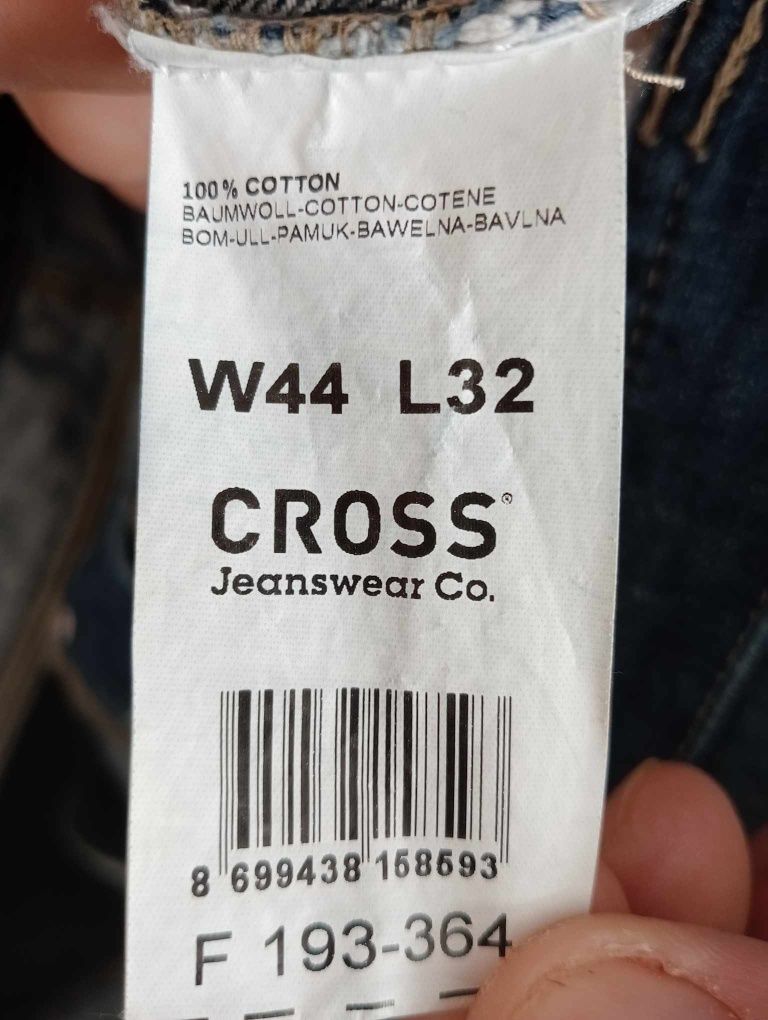 100% COTTON
BAUMWOLL-COTTON-COTENE
BOM-ULL-PAMUK-BAWELNA-BAVLNA
W44 L32
CROSS®
Jeanswear Co.
8 699438 158593
F 193-364